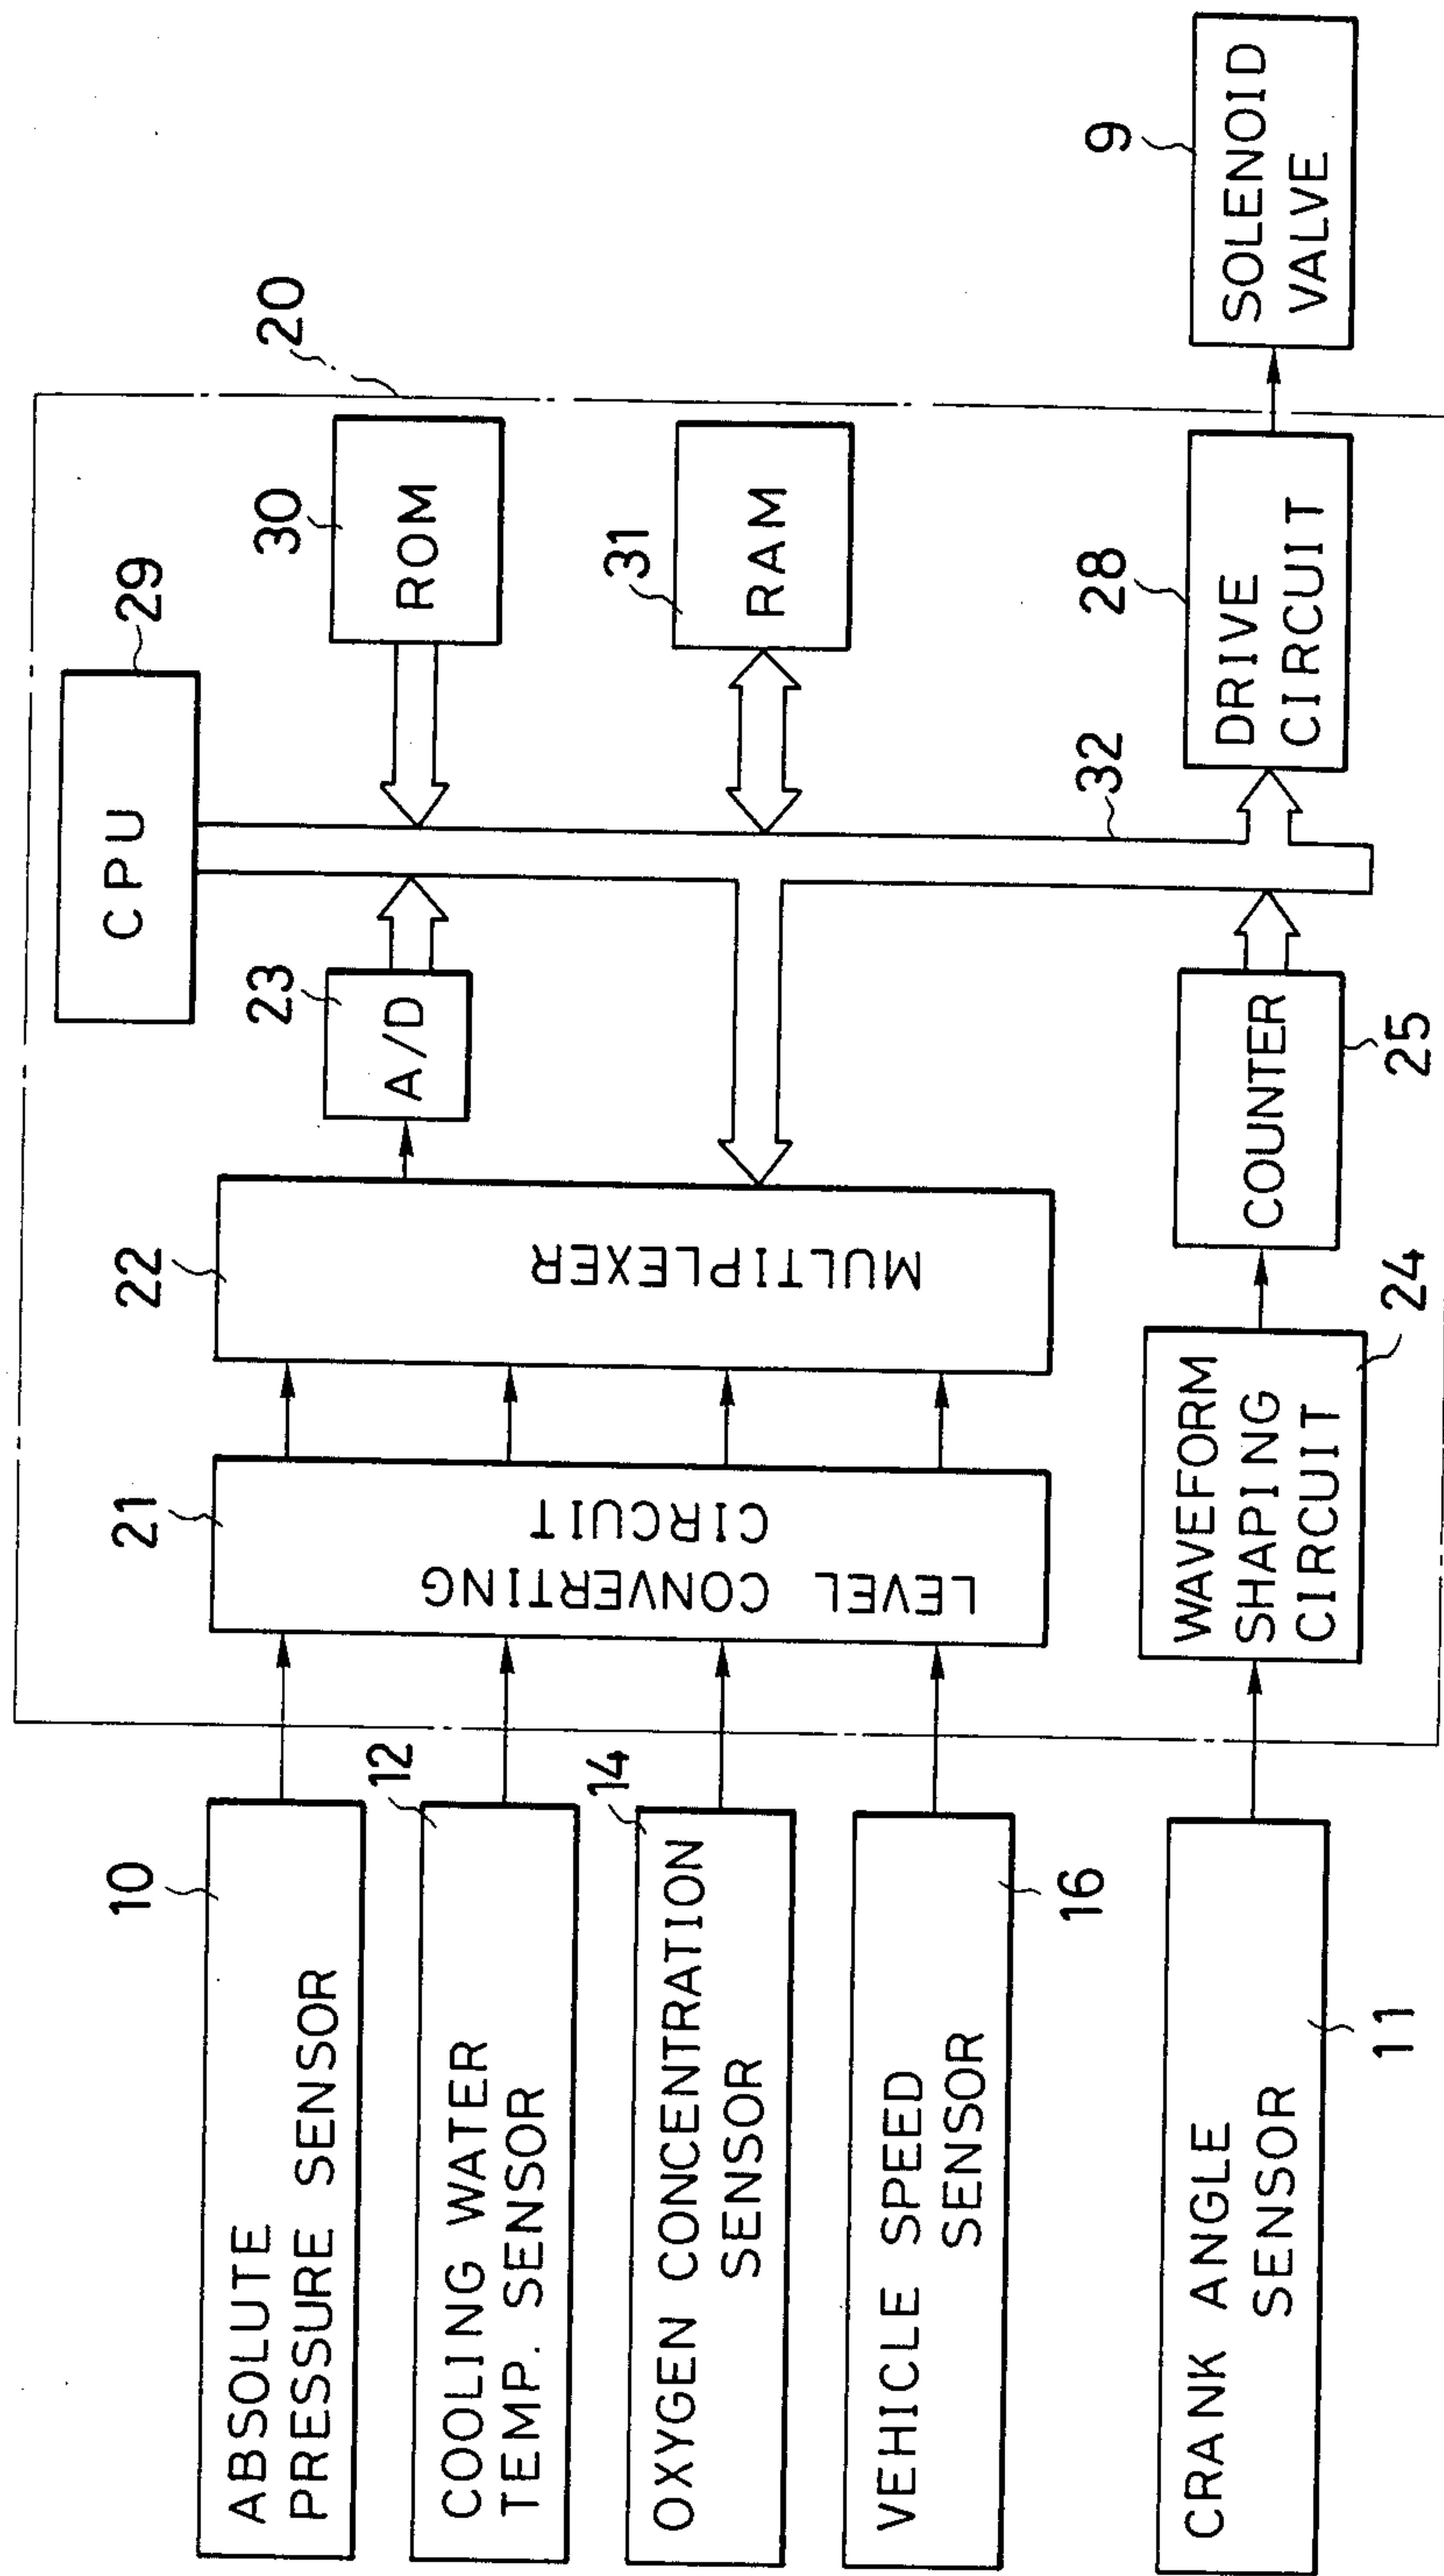 20
CPU
29
ROM
30
RAM
31
A/D
23
MULTIPLEXER
22
LEVEL CONVERTING
CIRCUIT
21
32
ABSOLUTE
PRESSURE SENSOR
10
COOLING WATER
TEMP. SENSOR
12
OXYGEN CONCENTRATION
SENSOR
14
VEHICLE SPEED
SENSOR
16
CRANK ANGLE
SENSOR
11
WAVEFORM
SHAPING
CIRCUIT
24
COUNTER
25
DRIVE
CIRCUIT
28
SOLENOID
VALVE
9